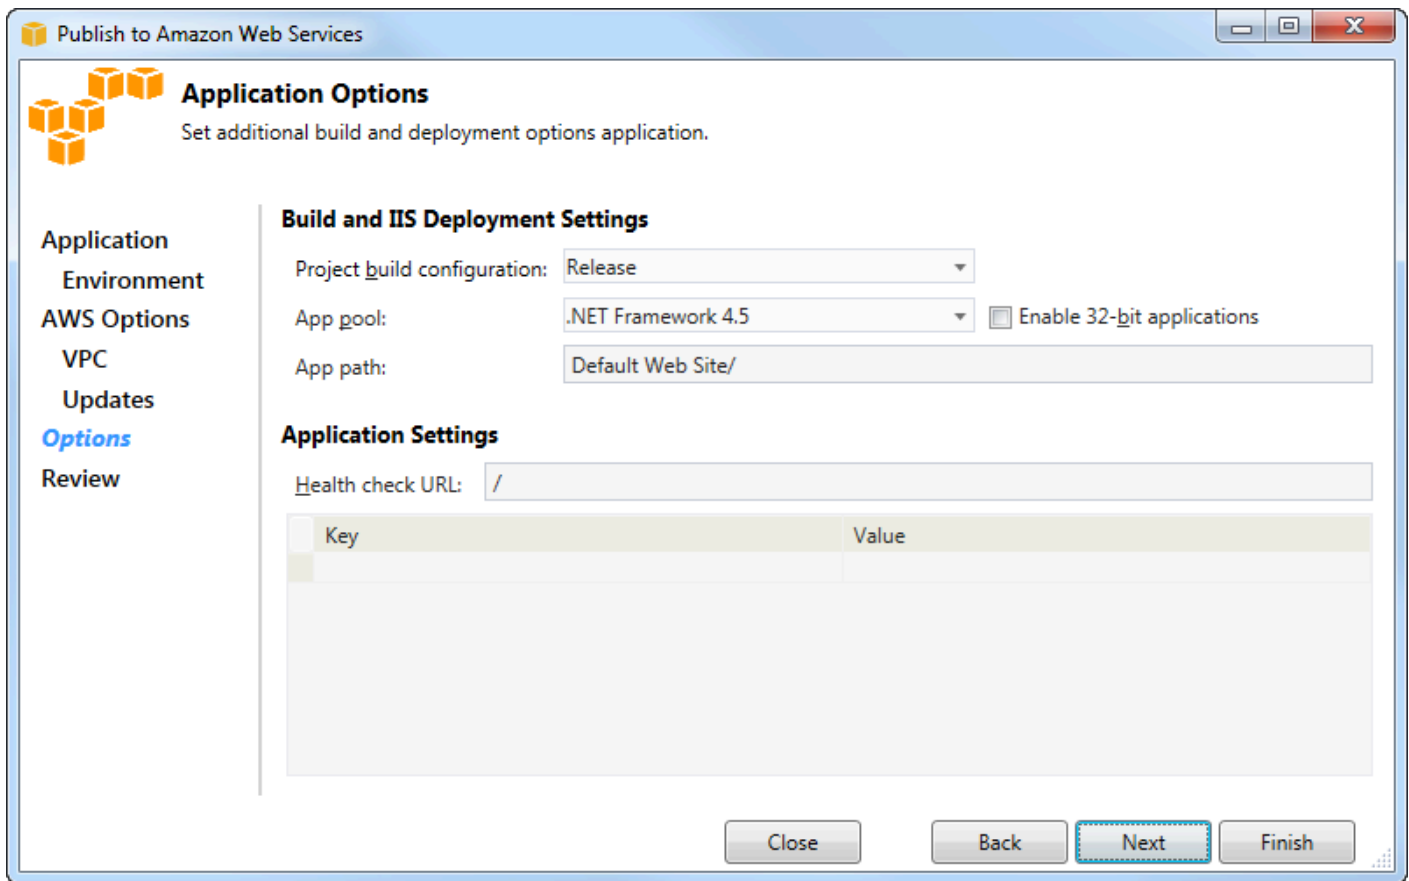 Publish to Amazon Web Services
Application Options
Set additional build and deployment options application.
Application
Environment
AWS Options
VPC
Updates
Options
Review
Build and IIS Deployment Settings
Project build configuration: Release
App pool: .NET Framework 4.5 Enable 32-bit applications
App path: Default Web Site/
Application Settings
Health check URL: /
Key Value
Close Back Next Finish